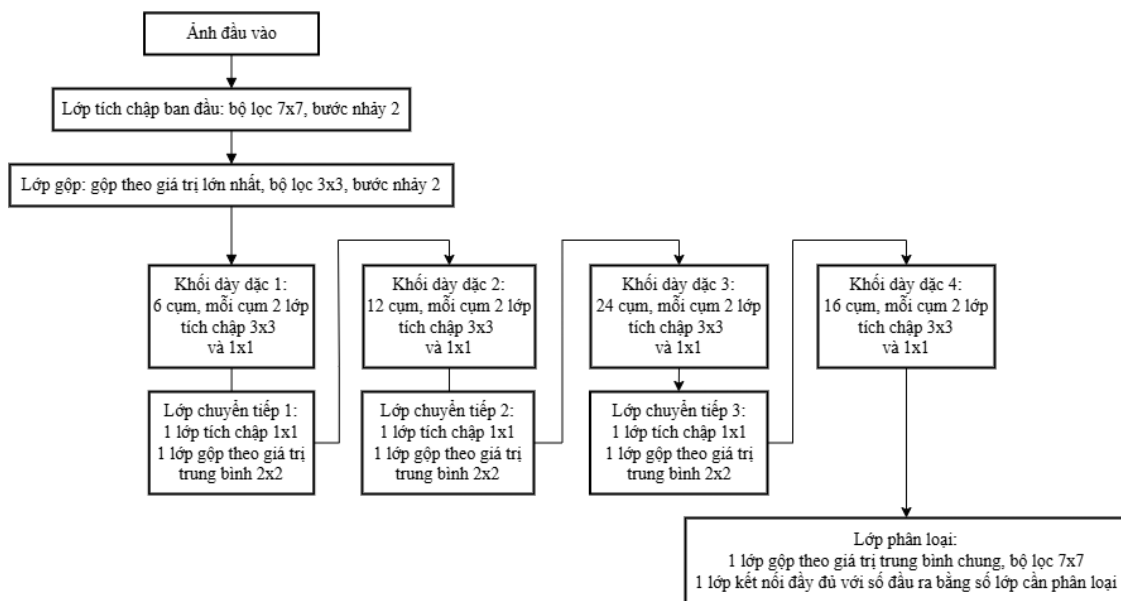 Ảnh đầu vào
Lớp tích chập ban đầu: bộ lọc 7x7, bước nhảy 2
Lớp gộp: gộp theo giá trị lớn nhất, bộ lọc 3x3, bước nhảy 2
Khối dày đặc 1:
6 cụm, mỗi cụm 2 lớp
tích chập 3x3
và 1x1
Lớp chuyển tiếp 1:
1 lớp tích chập 1x1
1 lớp gộp theo giá trị
trung bình 2x2
Khối dày đặc 2:
12 cụm, mỗi cụm 2 lớp
tích chập 3x3
và 1x1
Lớp chuyển tiếp 2:
1 lớp tích chập 1x1
1 lớp gộp theo giá trị
trung bình 2x2
Khối dày đặc 3:
24 cụm, mỗi cụm 2 lớp
tích chập 3x3
và 1x1
Lớp chuyển tiếp 3:
1 lớp tích chập 1x1
1 lớp gộp theo giá trị
trung bình 2x2
Khối dày đặc 4:
16 cụm, mỗi cụm 2 lớp
tích chập 3x3
và 1x1
Lớp phân loại:
1 lớp gộp theo giá trị trung bình chung, bộ lọc 7x7
1 lớp kết nối đầy đủ với số đầu ra bằng số lớp cần phân loại